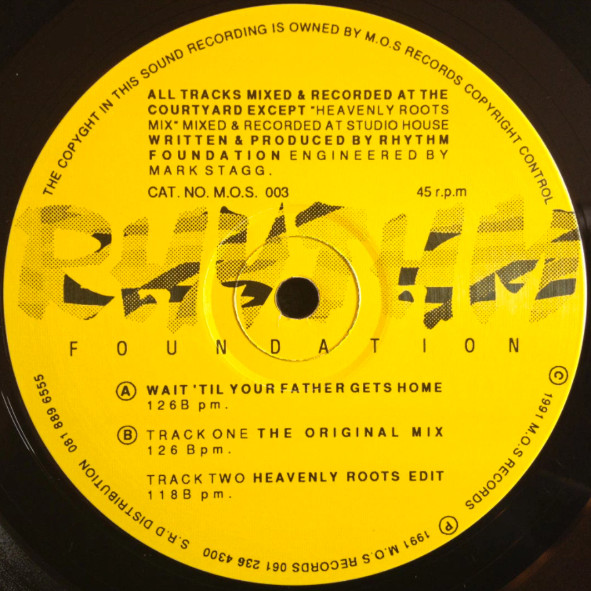 THE COPYGHT IN THIS SOUND RECORDING IS OWNED BY M.O.S RECORDS COPYRIGHT CONTROL
ALL TRACKS MIXED & RECORDED AT THE
COURTYARD EXCEPT "HEAVENLY ROOTS
MIX" MIXED & RECORDED AT STUDIO HOUSE
WRITTEN & PRODUCED BY RHYTHM
FOUNDATION ENGINEERED BY
MARK STAGG.
CAT. NO. M.O.S. 003 45 r.p.m
RHYTHM
FOUNDATION
A WAIT 'TIL YOUR FATHER GETS HOME
126B pm.
B TRACK ONE THE ORIGINAL MIX
126 Bpm.
TRACK TWO HEAVENLY ROOTS EDIT
118B pm.
© 1991 M.O.S RECORDS
℗ 1991 M.O.S RECORDS 061 236 4300 S.R.D DISTRIBUTION 081 889 6555